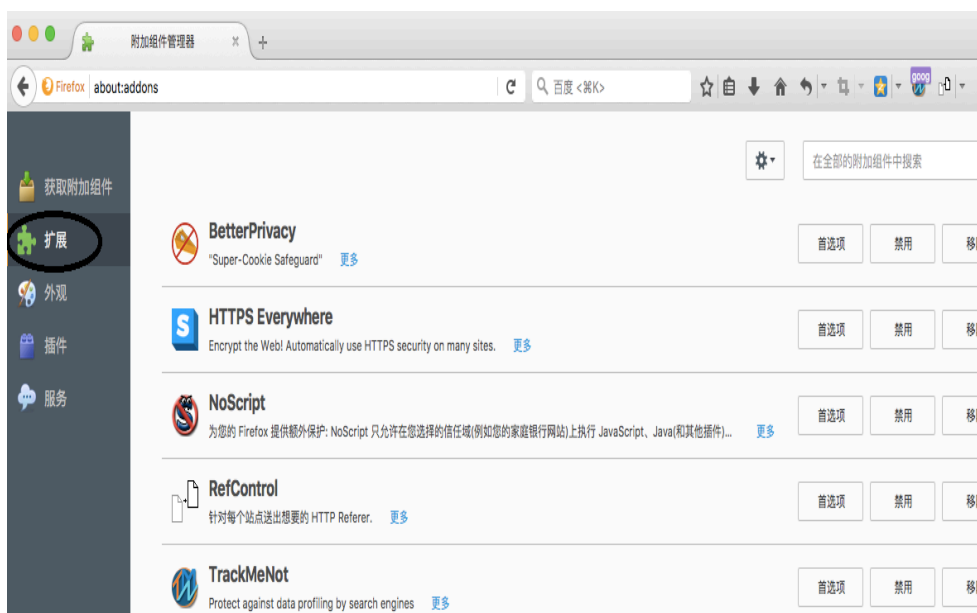 附加组件管理器
Firefox about:addons
百度 <⌘K>
goog
获取附加组件
在全部的附加组件中搜索
扩展
BetterPrivacy
"Super-Cookie Safeguard" 更多
首选项 禁用 移
外观
HTTPS Everywhere
Encrypt the Web! Automatically use HTTPS security on many sites. 更多
首选项 禁用 移
插件
服务
NoScript
为您的 Firefox 提供额外保护: NoScript 只允许在您选择的信任域(例如您的家庭银行网站)上执行 JavaScript、Java(和其他插件)... 更多
首选项 禁用 移
RefControl
针对每个站点送出想要的 HTTP Referer. 更多
首选项 禁用 移
TrackMeNot
Protect against data profiling by search engines 更多
首选项 禁用 移